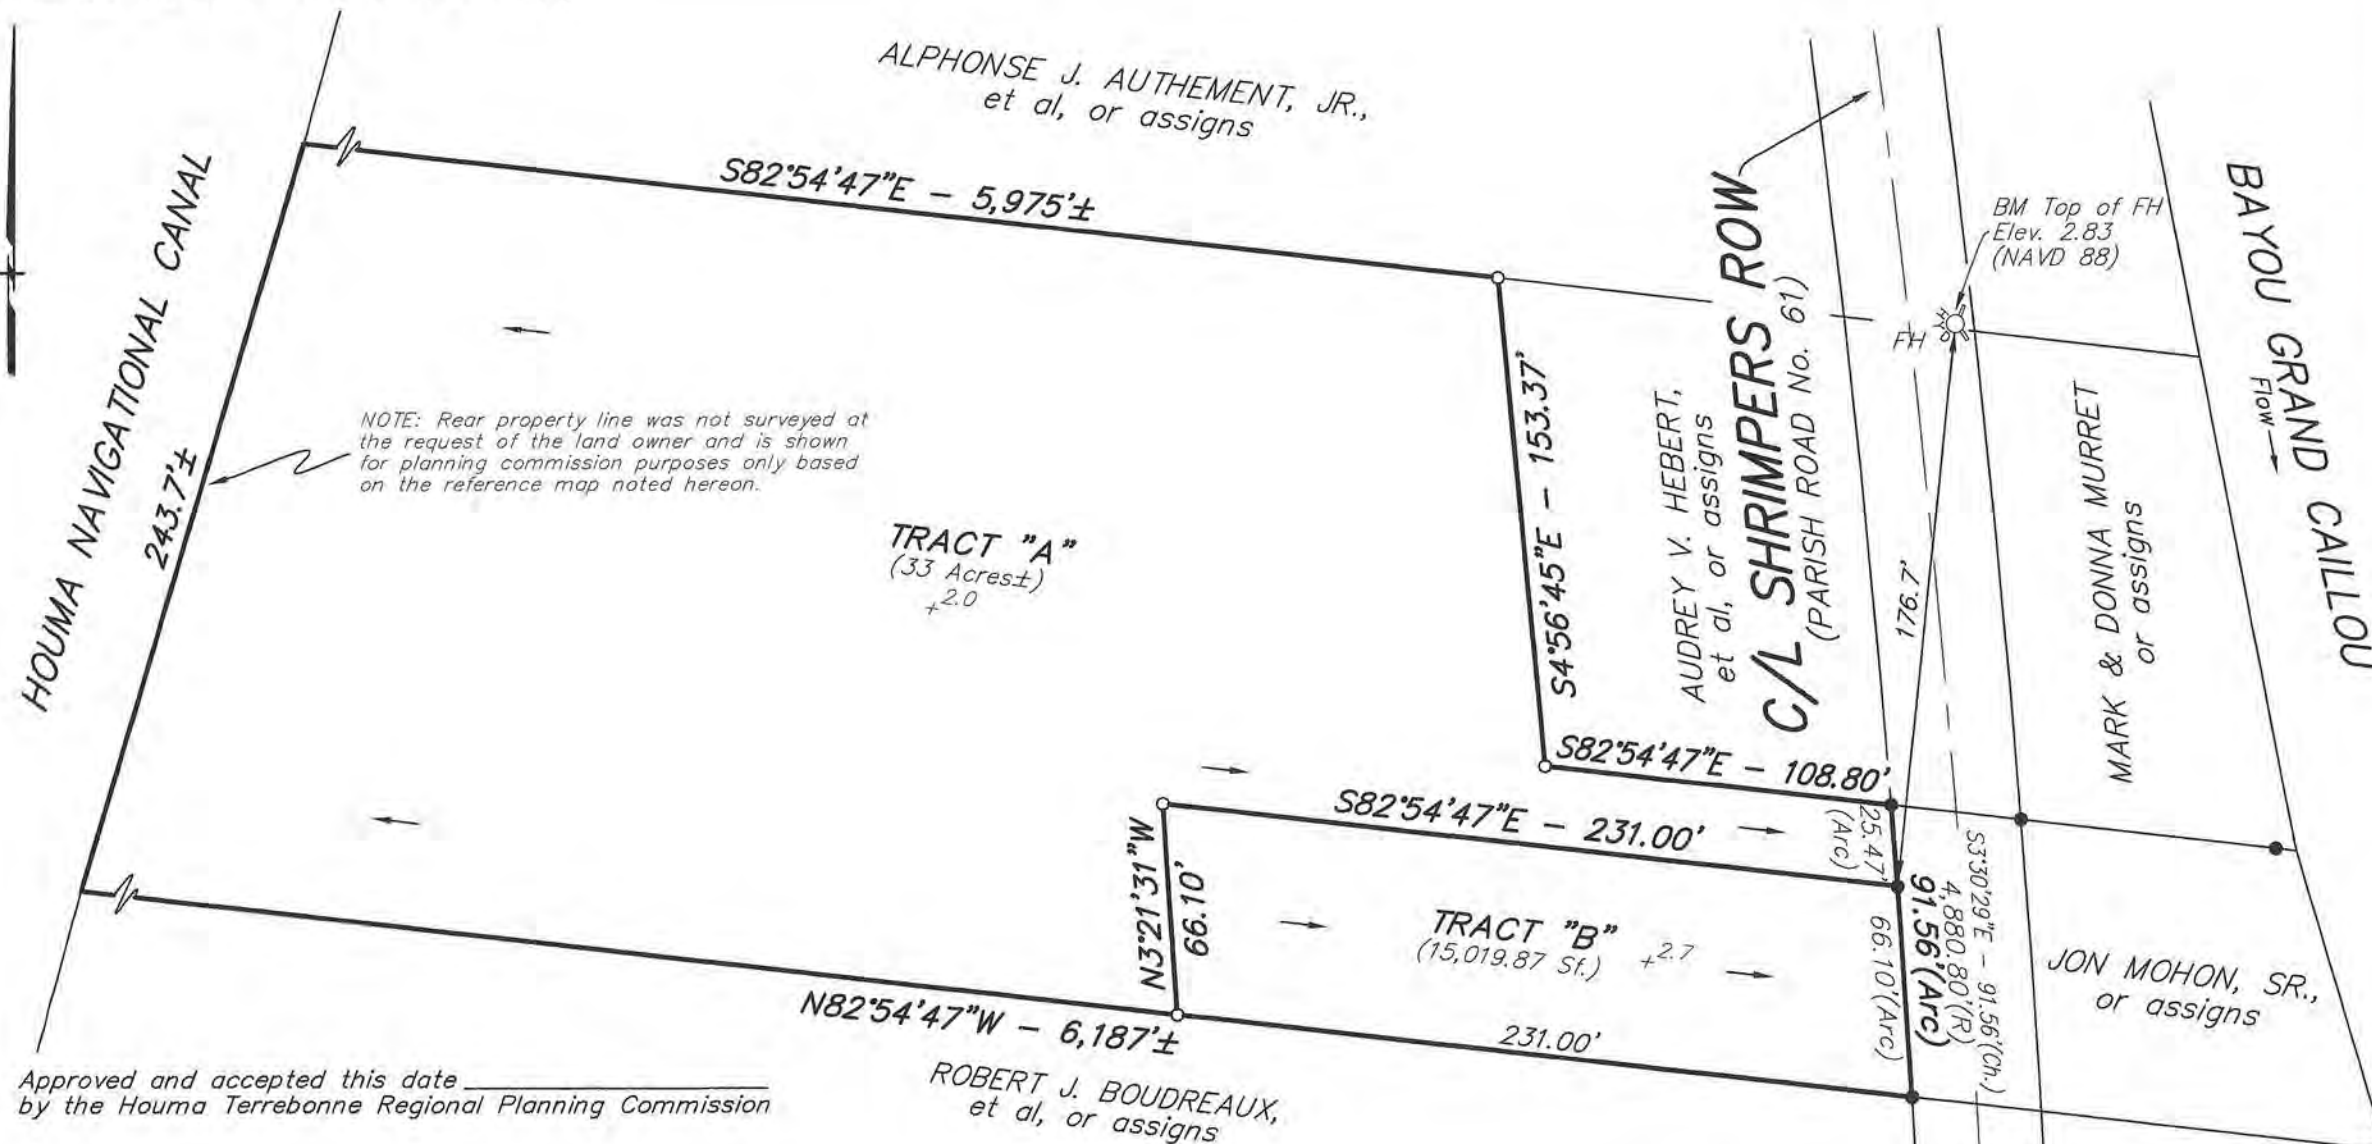 ALPHONSE J. AUTHEMENT, JR.,
et al, or assigns
S82°54'47"E – 5,975'±
HOUMA NAVIGATIONAL CANAL
243.7'±
NOTE: Rear property line was not surveyed at
the request of the land owner and is shown
for planning commission purposes only based
on the reference map noted hereon.
TRACT "A"
(33 Acres±)
+2.0
S4°56'45"E – 153.37'
AUDREY V. HEBERT,
et al, or assigns
C/L SHRIMPERS ROW
(PARISH ROAD No. 61)
BM Top of FH
Elev. 2.83
(NAVD 88)
FH
176.7'
MARK & DONNA MURRET
or assigns
BAYOU GRAND CAILLOU
Flow
S82°54'47"E – 108.80'
S82°54'47"E – 231.00'
25.47'
(Arc)
N3°21'31"W
66.10'
TRACT "B"
(15,019.87 Sf.)
+2.7
66.10'(Arc)
91.56'(Arc)
4,880.80'(R)
S3°30'29"E – 91.56'(Ch.)
JON MOHON, SR.,
or assigns
231.00'
N82°54'47"W – 6,187'±
ROBERT J. BOUDREAUX,
et al, or assigns
Approved and accepted this date
by the Houma Terrebonne Regional Planning Commission